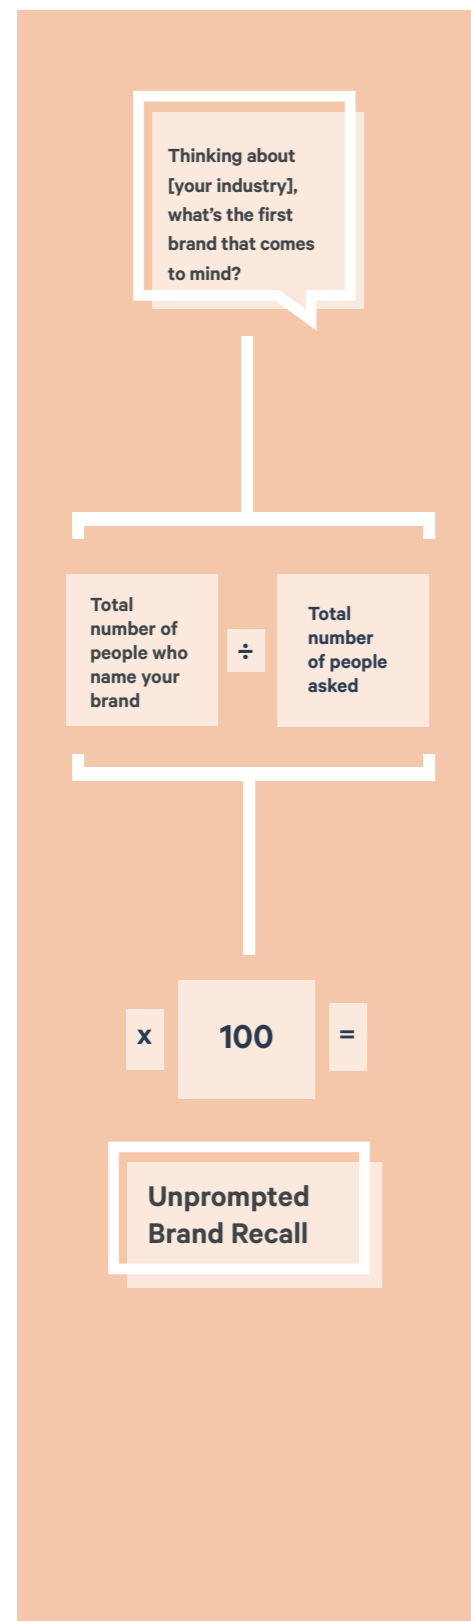 Thinking about
[your industry],
what's the first
brand that comes
to mind?
Total
number of
people who
name your
brand
÷
Total
number
of people
asked
x
100
=
Unprompted
Brand Recall